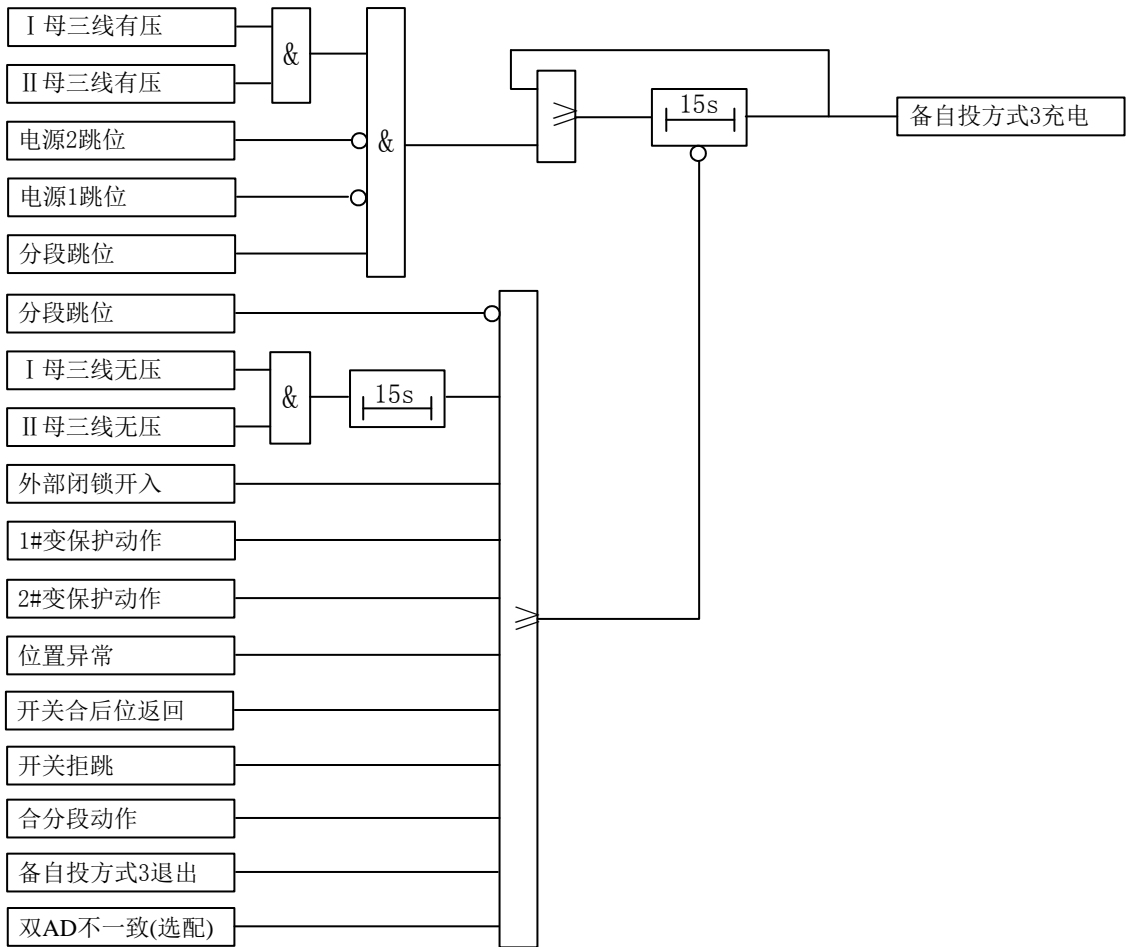 Ⅰ母三线有压
Ⅱ母三线有压
&
电源2跳位
电源1跳位
分段跳位
&
≥
15s
备自投方式3充电
分段跳位
Ⅰ母三线无压
Ⅱ母三线无压
&
15s
外部闭锁开入
1#变保护动作
2#变保护动作
位置异常
开关合后位返回
开关拒跳
合分段动作
备自投方式3退出
双AD不一致(选配)
≥